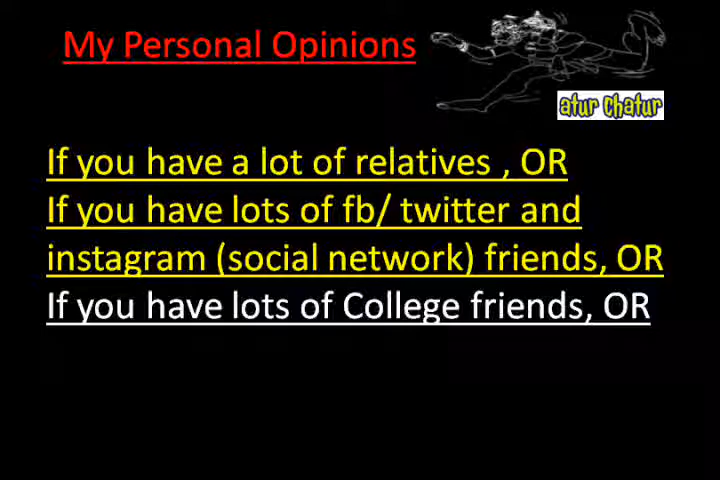 My Personal Opinions
atur chatur
If you have a lot of relatives , OR
If you have lots of fb/ twitter and
instagram (social network) friends, OR
If you have lots of College friends, OR